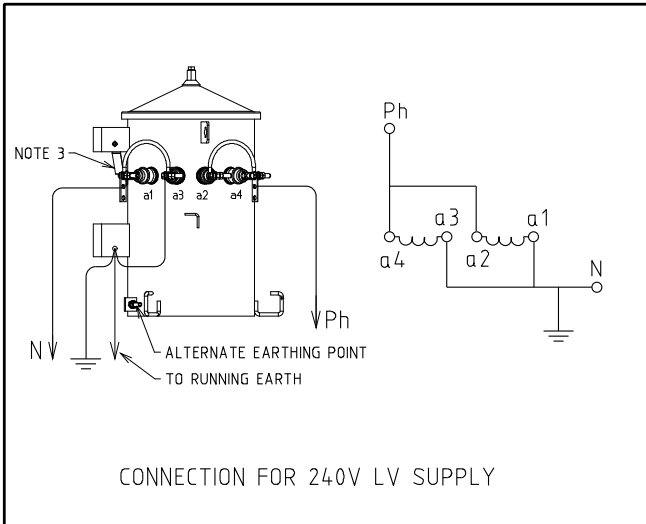 NOTE 3
a1 a3 a2 a4
N
Ph
ALTERNATE EARTHING POINT
TO RUNNING EARTH
Ph
a3 a1
a4 a2
N
CONNECTION FOR 240V LV SUPPLY